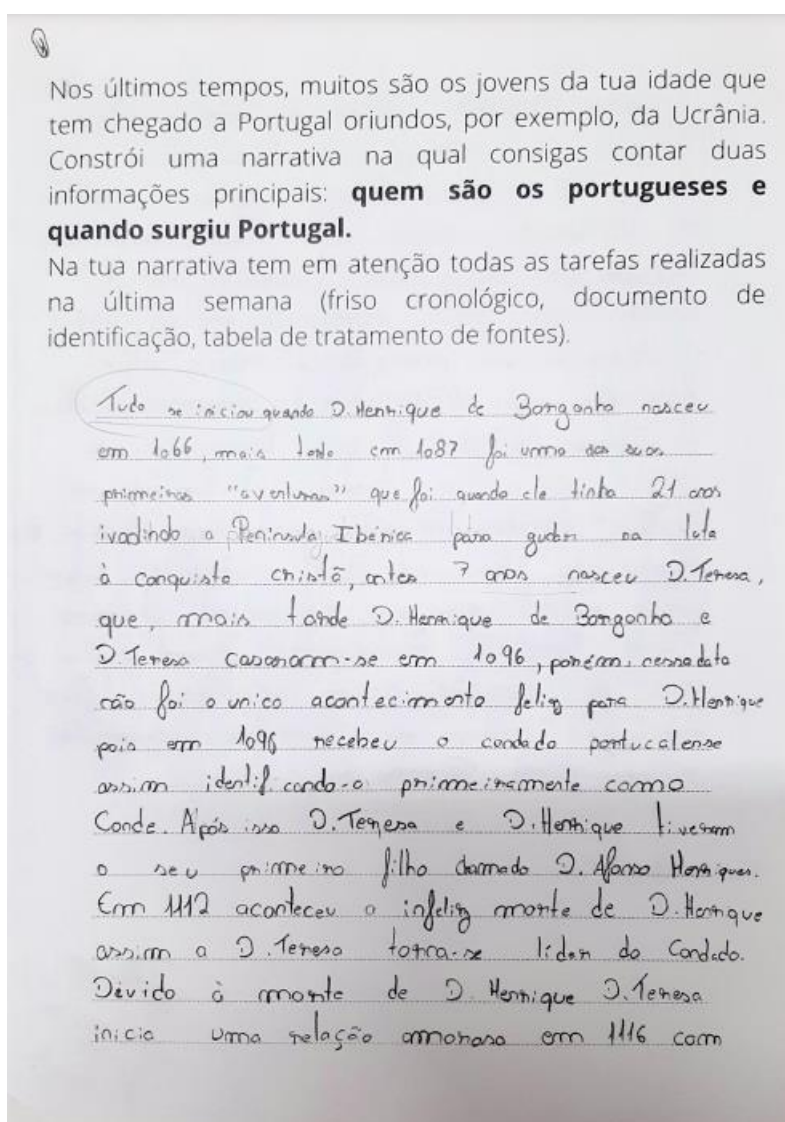 Nos últimos tempos, muitos são os jovens da tua idade que
tem chegado a Portugal oriundos, por exemplo, da Ucrânia.
Constrói uma narrativa na qual consigas contar duas
informações principais: quem são os portugueses e
quando surgiu Portugal.
Na tua narrativa tem em atenção todas as tarefas realizadas
na última semana (friso cronológico, documento de
identificação, tabela de tratamento de fontes).
Tudo se iniciou quando D. Henrique de Borgonha nasceu
em 1066, mais tarde em 1087 foi umma das suas
primeiras "aventuras" que foi quando ele tinha 21 anos
ivadindo a Península Ibérica para gudar na luta
à conquista cristã, antes 7 anos nasceu D. Teresa,
que, mais tarde D. Henrique de Borgonha e
D. Teresa casaram-se em 1096, porém, nessa data
não foi o unico acontecimento feliz para D. Henrique
pois em 1096 recebeu o condado portucalense
assim identificando-o primeiramente como
Conde. Após isso D. Teresa e D. Henrique tiveram
o seu primeiro filho chamado D. Afonso Henriques.
Em 1112 aconteceu a infeliz morte de D. Henrique
assim a D. Teresa torna-se lider do Condado.
Divido à morte de D. Henrique D. Teresa
inicia uma relação amorosa em 1116 com